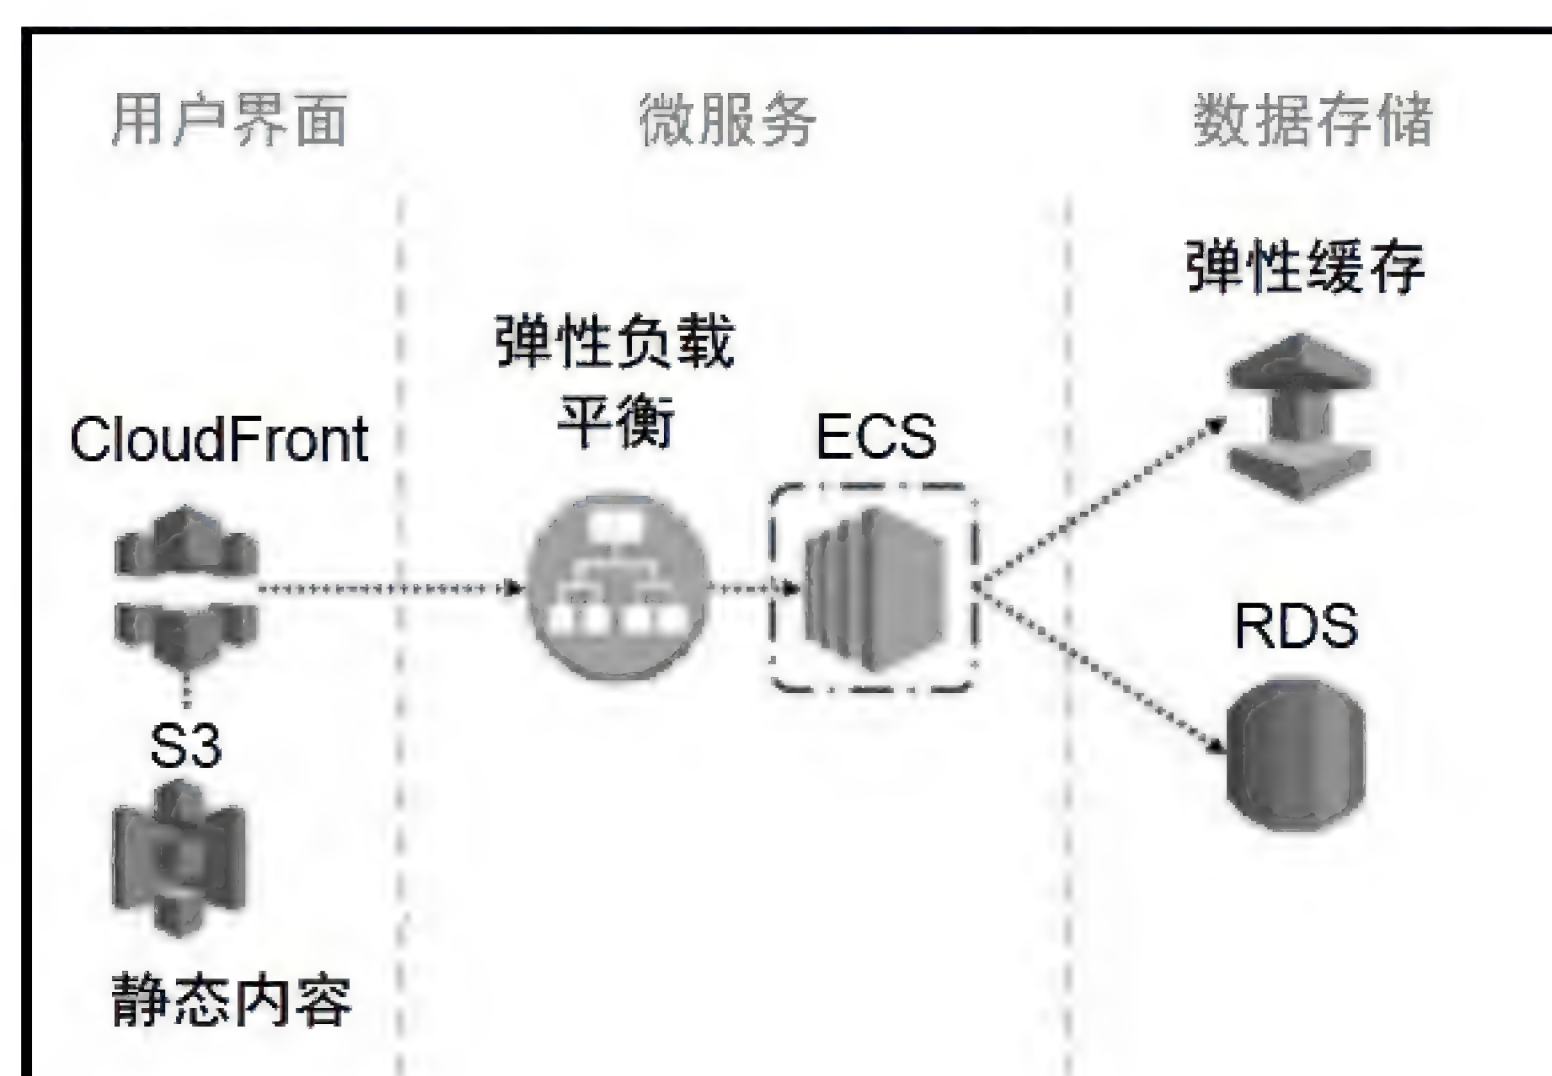 用户界面
微服务
数据存储
弹性缓存
弹性负载
平衡
CloudFront
ECS
RDS
S3
静态内容